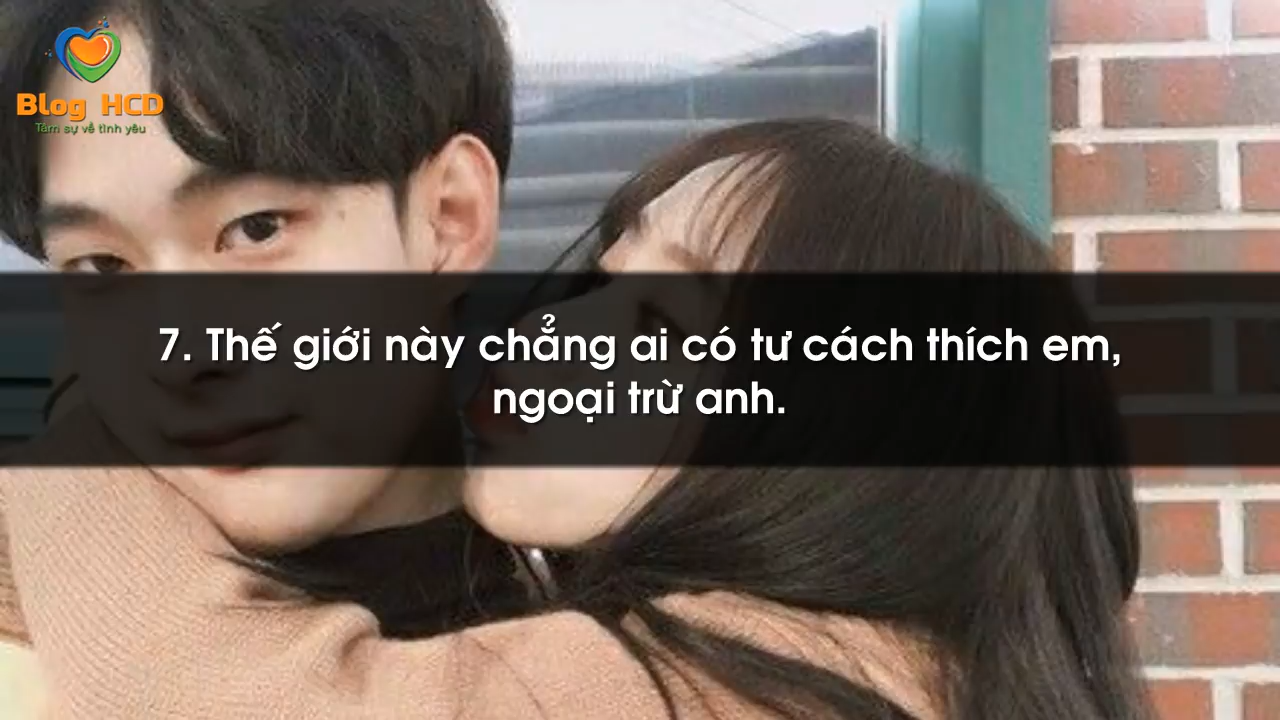 Blog HCD
Tâm sự về tình yêu
7. Thế giới này chẳng ai có tư cách thích em,
ngoại trừ anh.